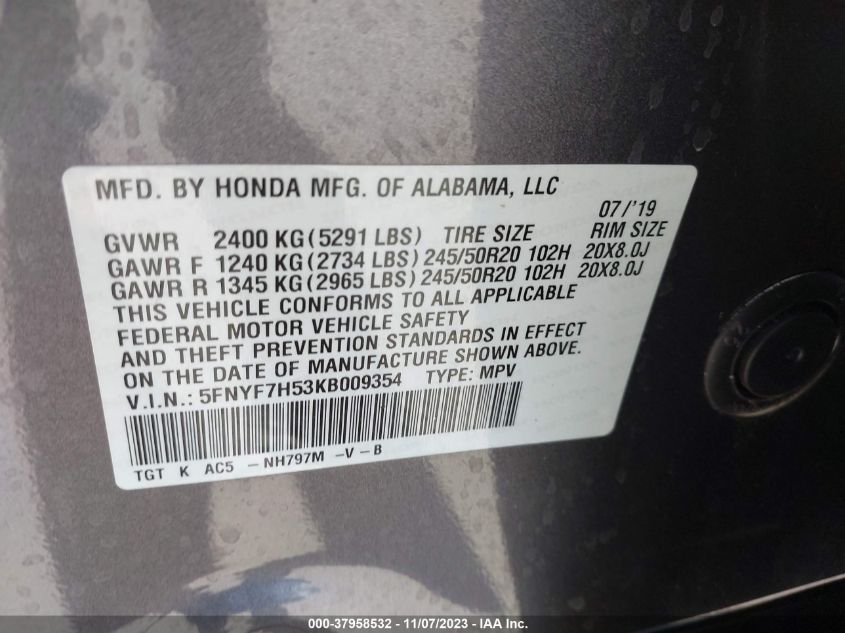 MFD. BY HONDA MFG. OF ALABAMA, LLC
07/'19
GVWR 2400 KG(5291 LBS) TIRE SIZE RIM SIZE
GAWR F 1240 KG(2734 LBS) 245/50R20 102H 20X8.0J
GAWR R 1345 KG(2965 LBS) 245/50R20 102H 20X8.0J
THIS VEHICLE CONFORMS TO ALL APPLICABLE
FEDERAL MOTOR VEHICLE SAFETY
AND THEFT PREVENTION STANDARDS IN EFFECT
ON THE DATE OF MANUFACTURE SHOWN ABOVE.
V.I.N.: 5FNYF7H53KB009354 TYPE: MPV
TGT K AC5 -NH797M -V-B
000-37958532 — 11/07/2023 — IAA Inc.